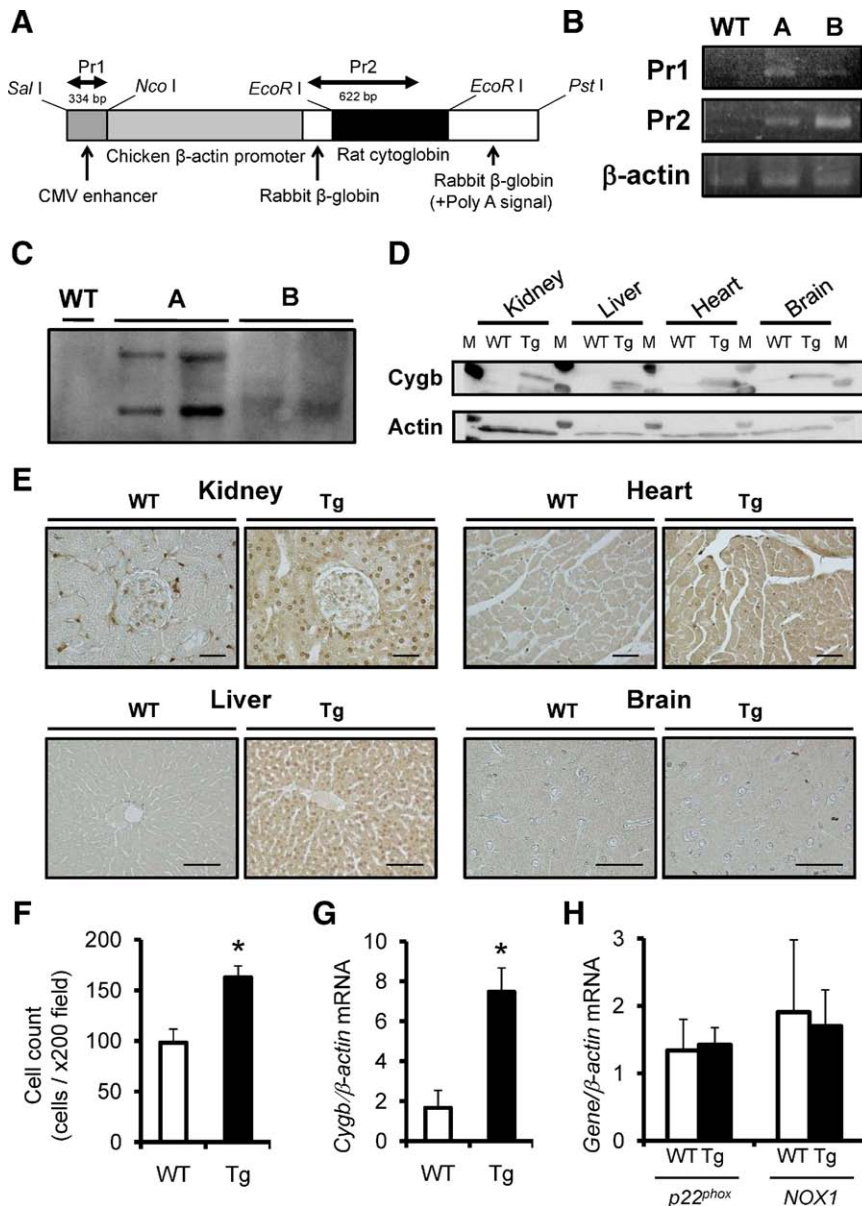 A
Pr1
Pr2
Sal I
334 bp
Nco I
EcoR I
622 bp
EcoR I
Pst I
Chicken β-actin promoter
Rat cytoglobin
CMV enhancer
Rabbit β-globin
Rabbit β-globin
(+Poly A signal)
B
WT A B
Pr1
Pr2
β-actin
C
WT A B
D
Kidney Liver Heart Brain
M WT Tg M WT Tg M WT Tg M WT Tg M
Cygb
Actin
E
Kidney
WT Tg
Heart
WT Tg
Liver
WT Tg
Brain
WT Tg
F
Cell count
(cells / x200 field)
200
150
100
50
0
*
WT Tg
G
Cygb/β-actin mRNA
10
8
6
4
2
0
*
WT Tg
H
Gene/β-actin mRNA
3
2
1
0
WT Tg WT Tg
p22phox NOX1